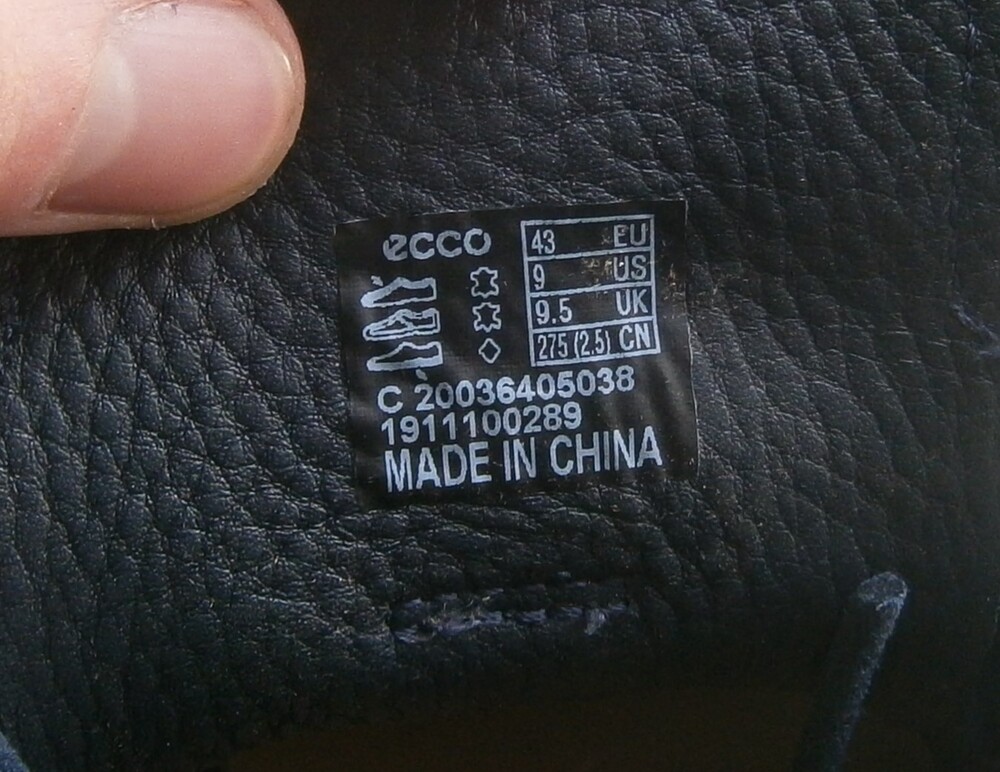 ecco
43 EU
9 US
9.5 UK
275 (2.5) CN
C 20036405038
1911100289
MADE IN CHINA